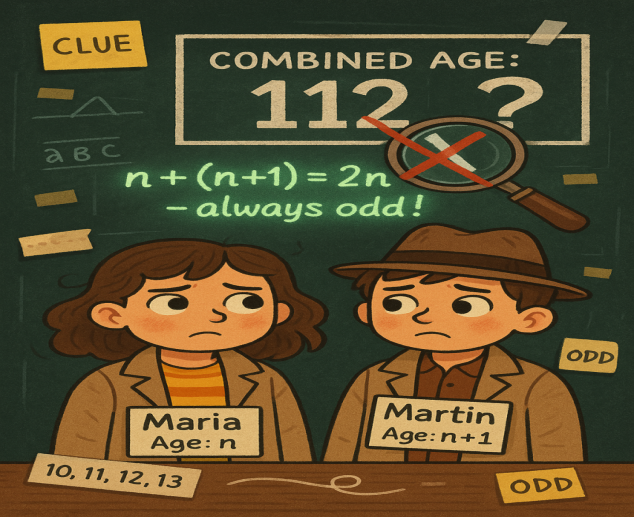 CLUE
COMBINED AGE:
112 ?
a B C
n + (n+1) = 2n
– always odd!
ODD
Maria
Age: n
Martin
Age: n+1
10, 11, 12, 13
ODD